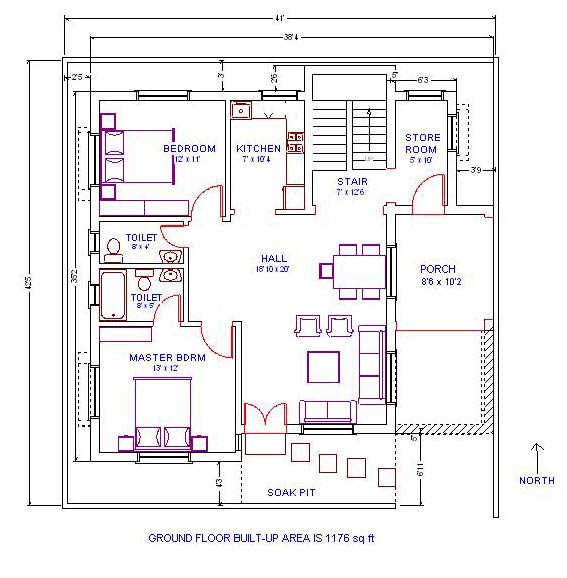 41'
38'4
2'5
3'
2'6
5'
6'3
BEDROOM
12' x 11'
KITCHEN
7' x 10'4
STORE
ROOM
5' x 10'
UP
STAIR
7' x 12'6
3'9
TOILET
8' x 4'
HALL
18'10 x 20'
PORCH
8'6 x 10'2
42'5
36'2
TOILET
8' x 5'
MASTER BDRM
13' x 12'
5'
6'11
4'3
SOAK PIT
NORTH
GROUND FLOOR BUILT-UP AREA IS 1176 sq ft